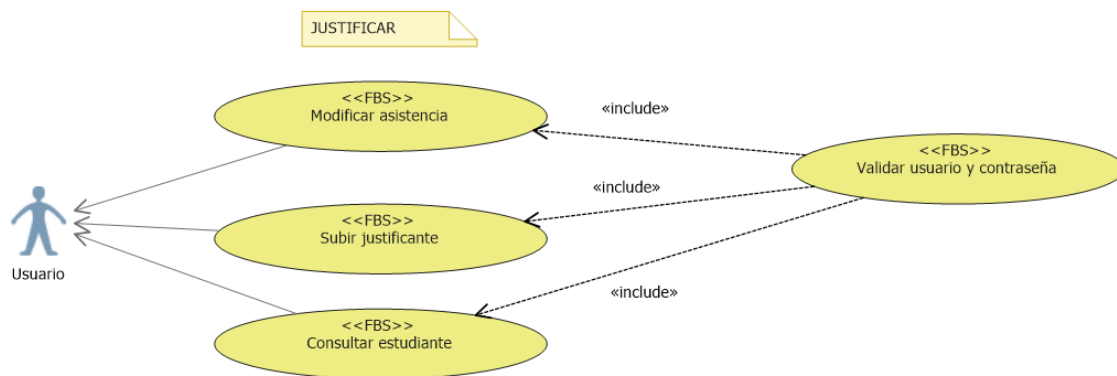 JUSTIFICAR
<<FBS>>
Modificar asistencia
«include»
<<FBS>>
Validar usuario y contraseña
«include»
<<FBS>>
Subir justificante
Usuario
«include»
<<FBS>>
Consultar estudiante